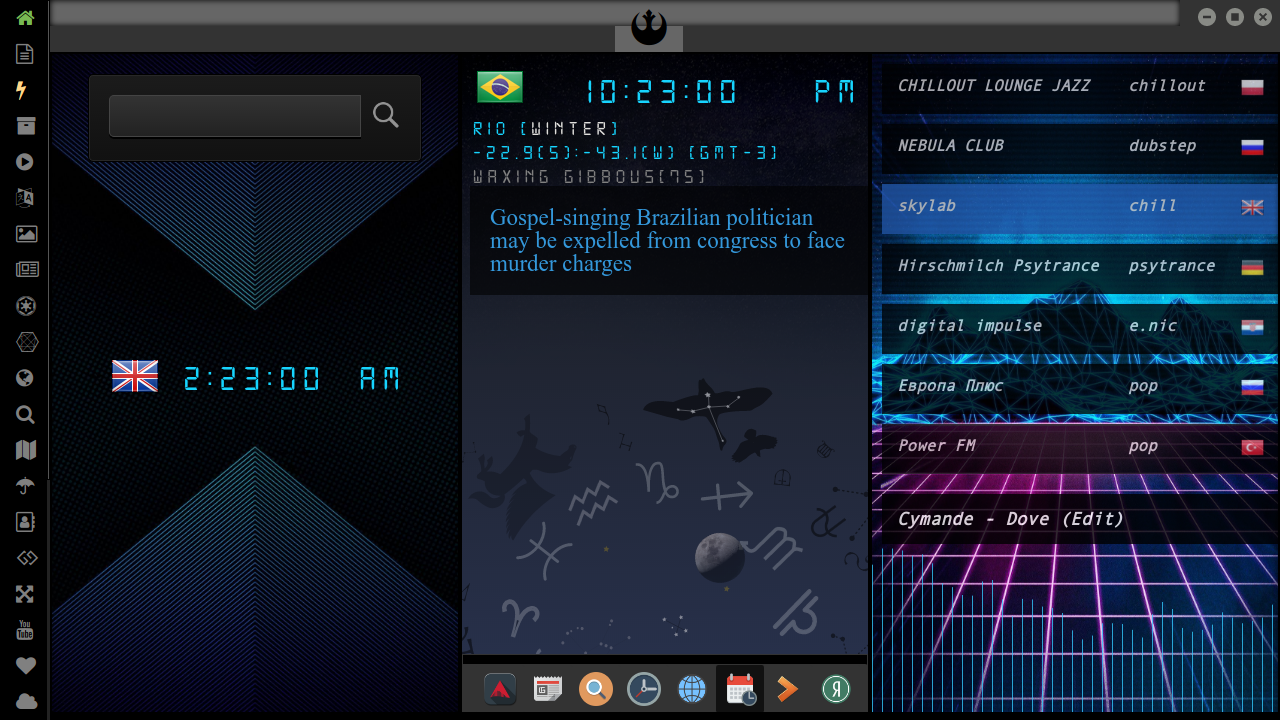 10:23:00 PM
RIO (WINTER)
-22.9(S):-43.1(W) (GMT-3)
WAXING GIBBOUS(75)
Gospel-singing Brazilian politician
may be expelled from congress to face
murder charges
2:23:00 AM
CHILLOUT LOUNGE JAZZ chillout
NEBULA CLUB dubstep
skylab chill
Hirschmilch Psytrance psytrance
digital impulse e.nic
Европа Плюс pop
Power FM pop
Cymande - Dove (Edit)
You
Tube
Я